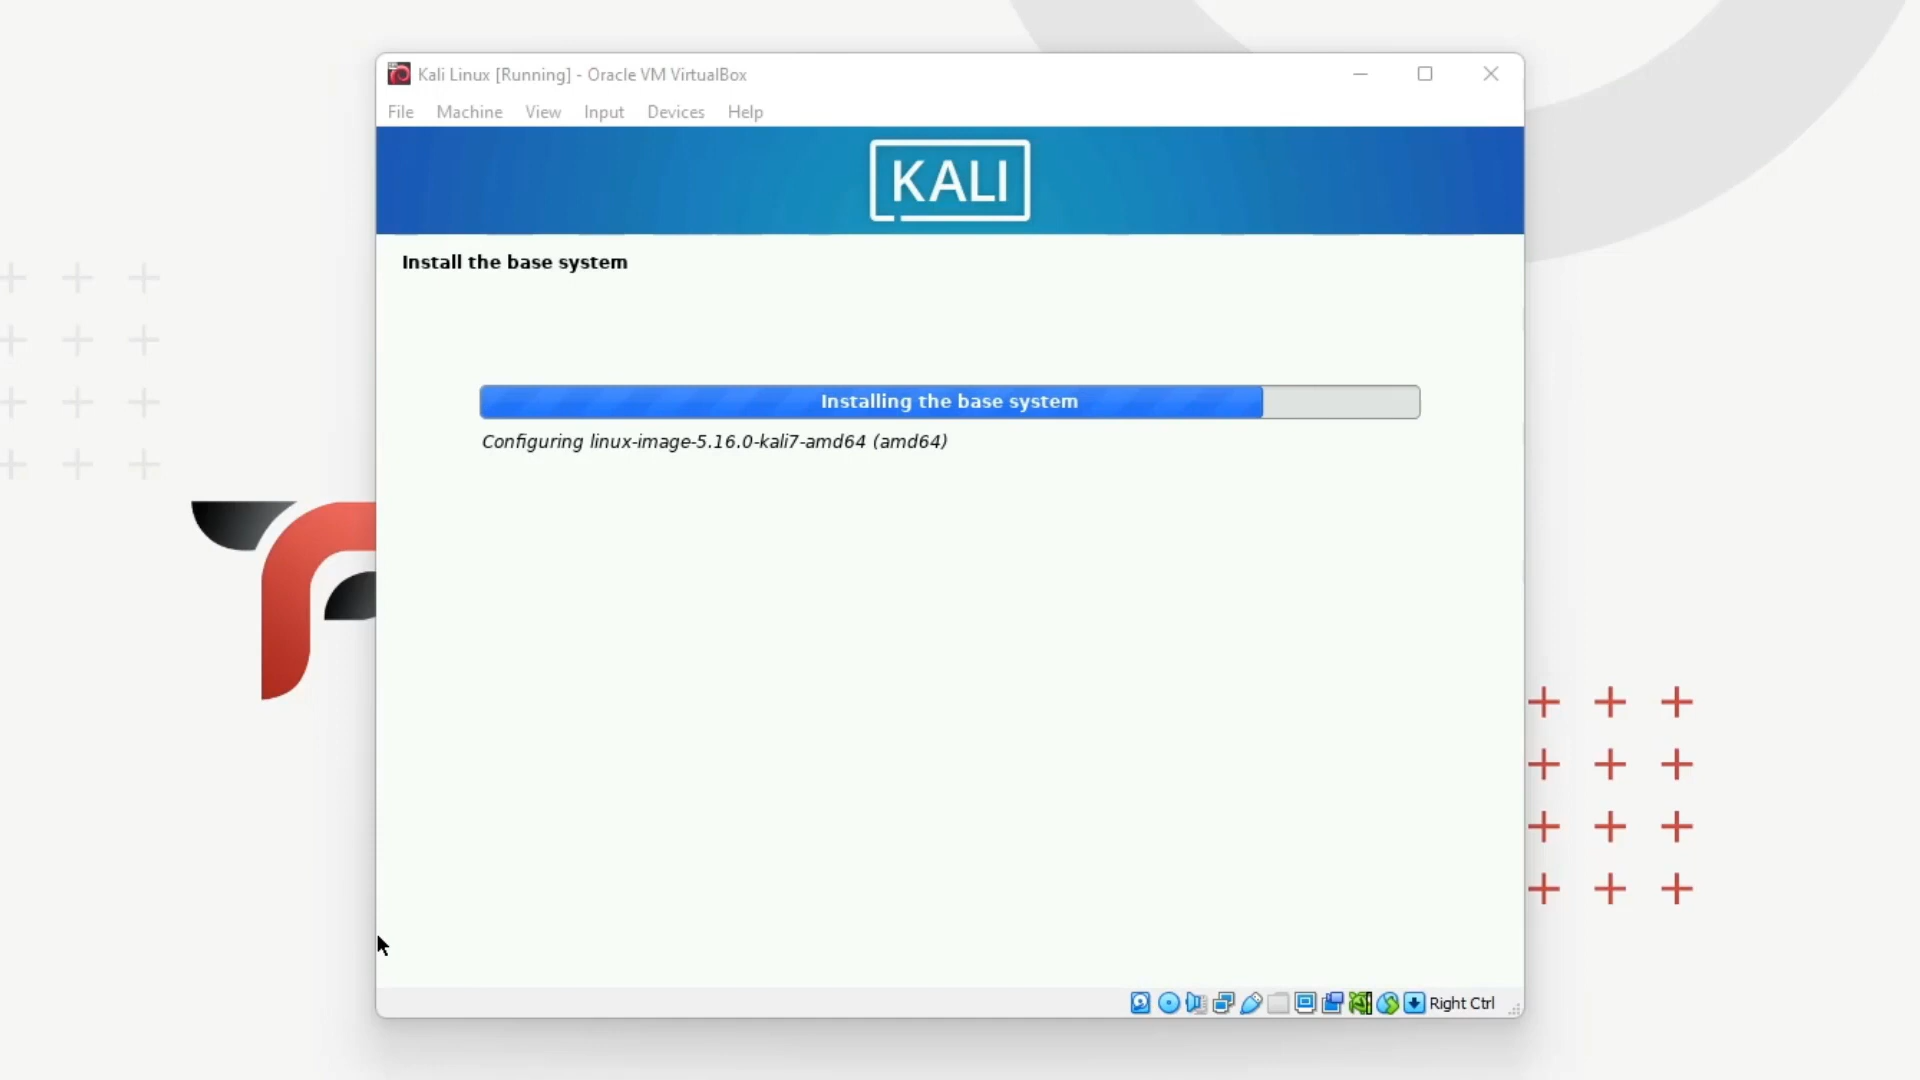 Kali Linux [Running] - Oracle VM VirtualBox
File Machine View Input Devices Help
KALI
Install the base system
Installing the base system
Configuring linux-image-5.16.0-kali7-amd64 (amd64)
Right Ctrl